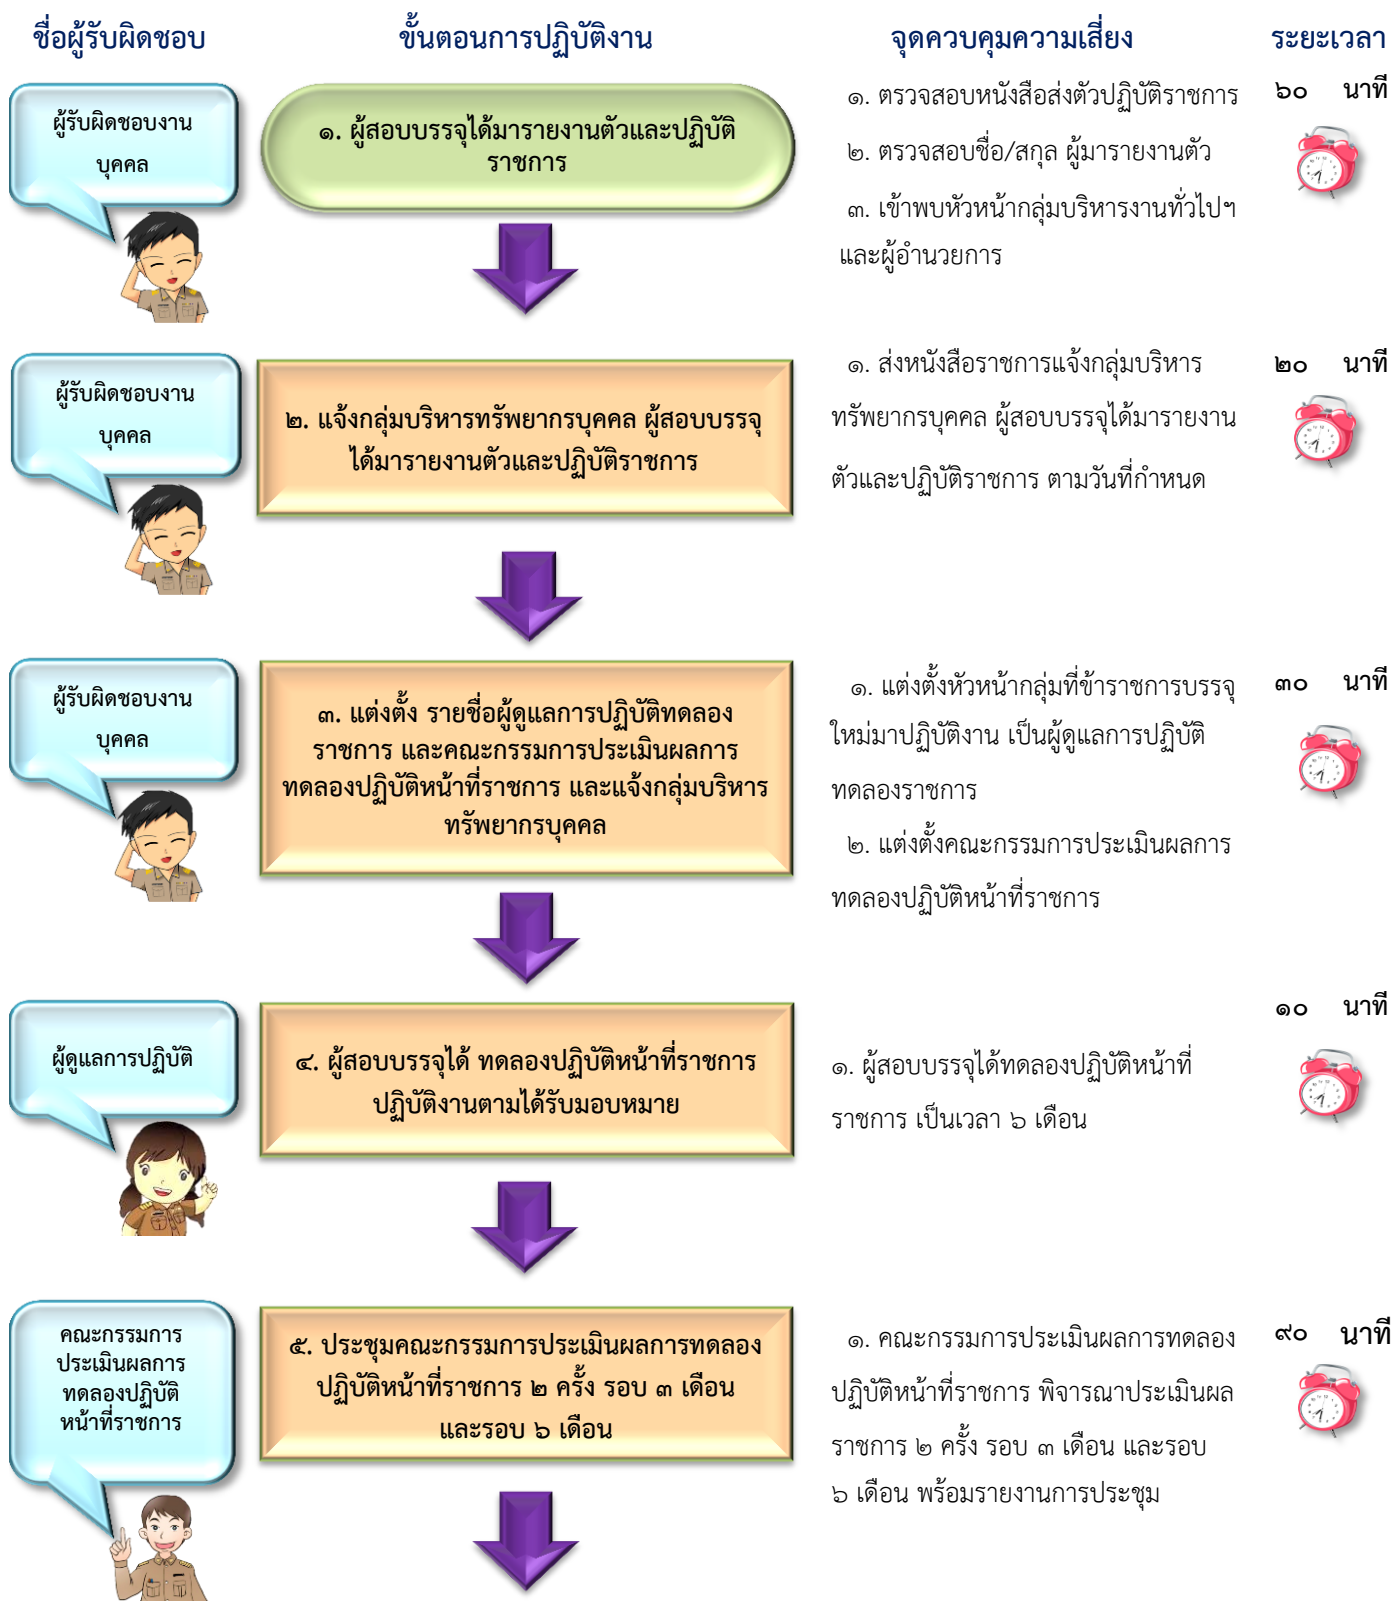 ชื่อผู้รับผิดชอบ ขั้นตอนการปฏิบัติงาน จุดควบคุมความเสี่ยง ระยะเวลา
ผู้รับผิดชอบงาน
บุคคล
๑. ผู้สอบบรรจุได้มารายงานตัวและปฏิบัติ
ราชการ
๑. ตรวจสอบหนังสือส่งตัวปฏิบัติราชการ
๒. ตรวจสอบชื่อ/สกุล ผู้มารายงานตัว
๓. เข้าพบหัวหน้ากลุ่มบริหารงานทั่วไปฯ
และผู้อำนวยการ
๖๐ นาที
ผู้รับผิดชอบงาน
บุคคล
๒. แจ้งกลุ่มบริหารทรัพยากรบุคคล ผู้สอบบรรจุ
ได้มารายงานตัวและปฏิบัติราชการ
๑. ส่งหนังสือราชการแจ้งกลุ่มบริหาร
ทรัพยากรบุคคล ผู้สอบบรรจุได้มารายงาน
ตัวและปฏิบัติราชการ ตามวันที่กำหนด
๒๐ นาที
ผู้รับผิดชอบงาน
บุคคล
๓. แต่งตั้ง รายชื่อผู้ดูแลการปฏิบัติทดลอง
ราชการ และคณะกรรมการประเมินผลการ
ทดลองปฏิบัติหน้าที่ราชการ และแจ้งกลุ่มบริหาร
ทรัพยากรบุคคล
๑. แต่งตั้งหัวหน้ากลุ่มที่ข้าราชการบรรจุ
ใหม่มาปฏิบัติงาน เป็นผู้ดูแลการปฏิบัติ
ทดลองราชการ
๒. แต่งตั้งคณะกรรมการประเมินผลการ
ทดลองปฏิบัติหน้าที่ราชการ
๓๐ นาที
ผู้ดูแลการปฏิบัติ
๔. ผู้สอบบรรจุได้ ทดลองปฏิบัติหน้าที่ราชการ
ปฏิบัติงานตามได้รับมอบหมาย
๑. ผู้สอบบรรจุได้ทดลองปฏิบัติหน้าที่
ราชการ เป็นเวลา ๖ เดือน
๑๐ นาที
คณะกรรมการ
ประเมินผลการ
ทดลองปฏิบัติ
หน้าที่ราชการ
๕. ประชุมคณะกรรมการประเมินผลการทดลอง
ปฏิบัติหน้าที่ราชการ ๒ ครั้ง รอบ ๓ เดือน
และรอบ ๖ เดือน
๑. คณะกรรมการประเมินผลการทดลอง
ปฏิบัติหน้าที่ราชการ พิจารณาประเมินผล
ราชการ ๒ ครั้ง รอบ ๓ เดือน และรอบ
๖ เดือน พร้อมรายงานการประชุม
๙๐ นาที